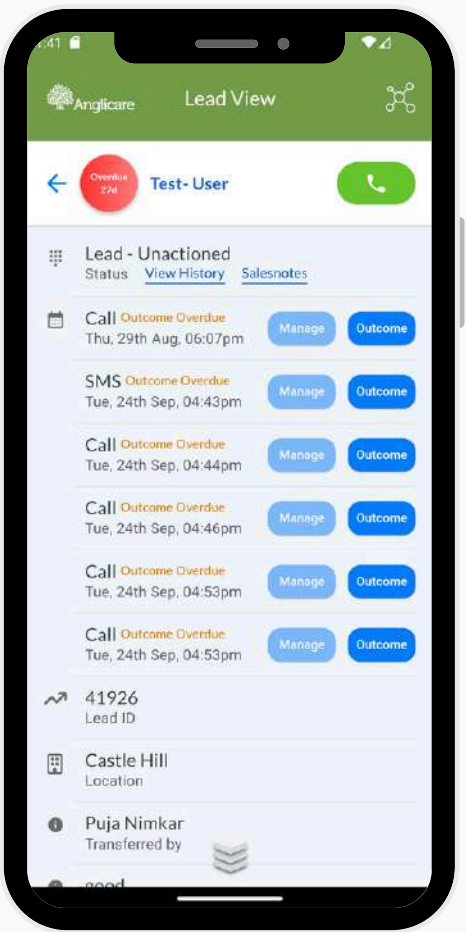 :41
Anglicare
Lead View
Overdue
27d
Test- User
Lead - Unactioned
Status View History Salesnotes
Call Outcome Overdue
Thu, 29th Aug, 06:07pm
Manage Outcome
SMS Outcome Overdue
Tue, 24th Sep, 04:43pm
Manage Outcome
Call Outcome Overdue
Tue, 24th Sep, 04:44pm
Manage Outcome
Call Outcome Overdue
Tue, 24th Sep, 04:46pm
Manage Outcome
Call Outcome Overdue
Tue, 24th Sep, 04:53pm
Manage Outcome
Call Outcome Overdue
Tue, 24th Sep, 04:53pm
Manage Outcome
41926
Lead ID
Castle Hill
Location
Puja Nimkar
Transferred by
good